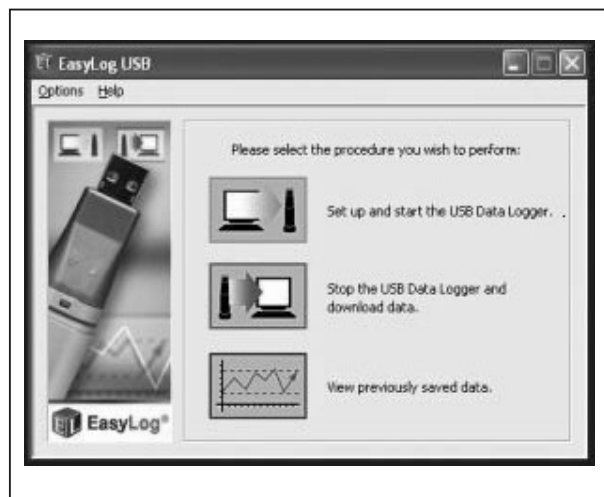 EasyLog USB
Options Help
Please select the procedure you wish to perform:
Set up and start the USB Data Logger. .
Stop the USB Data Logger and
download data.
View previously saved data.
EasyLog®